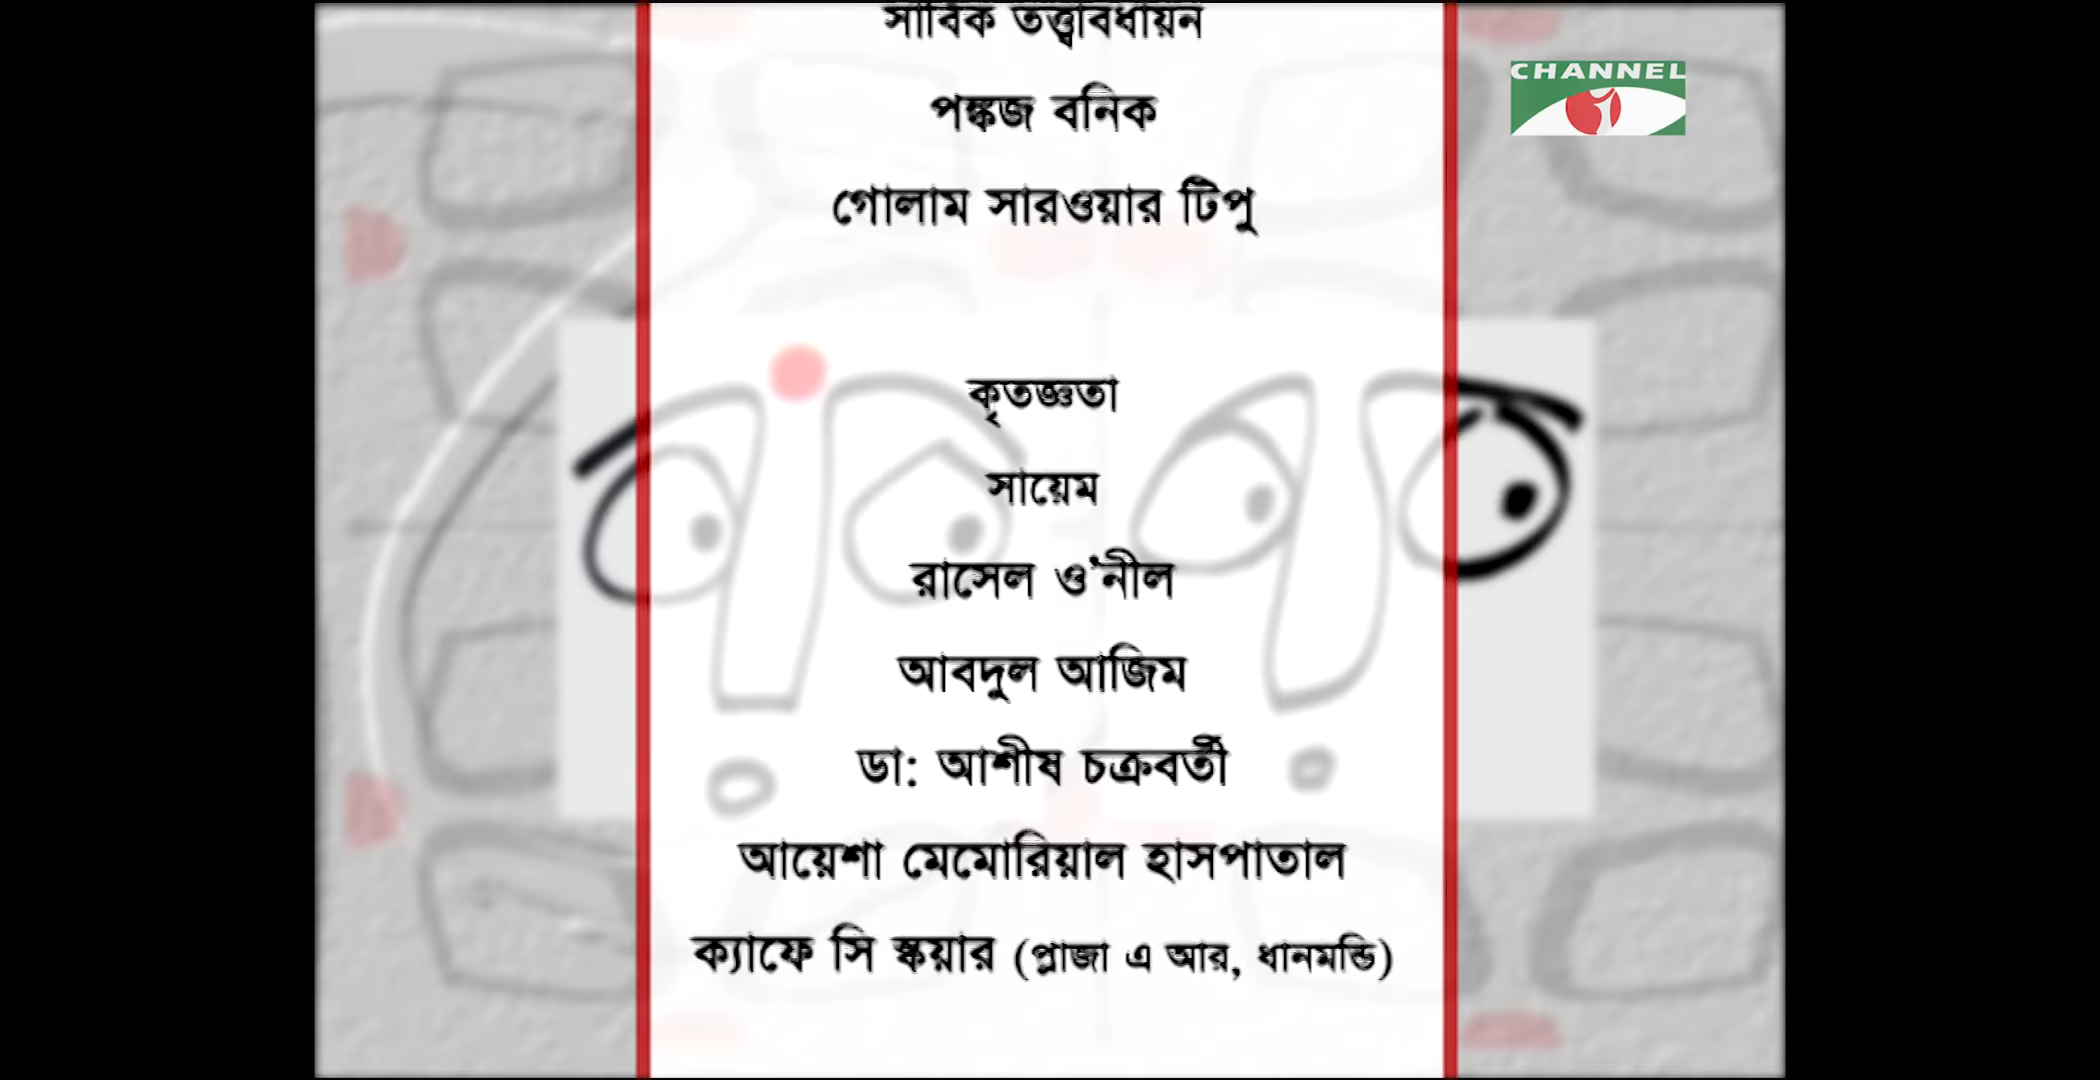 সার্বিক তত্ত্বাবধায়ন
CHANNEL
পঙ্কজ বনিক
গোলাম সারওয়ার টিপু
কৃতজ্ঞতা
সায়েম
রাসেল ও'নীল
আবদুল আজিম
ডা: আশীষ চক্রবর্তী
আয়েশা মেমোরিয়াল হাসপাতাল
ক্যাফে সি স্কয়ার (প্লাজা এ আর, ধানমন্ডি)